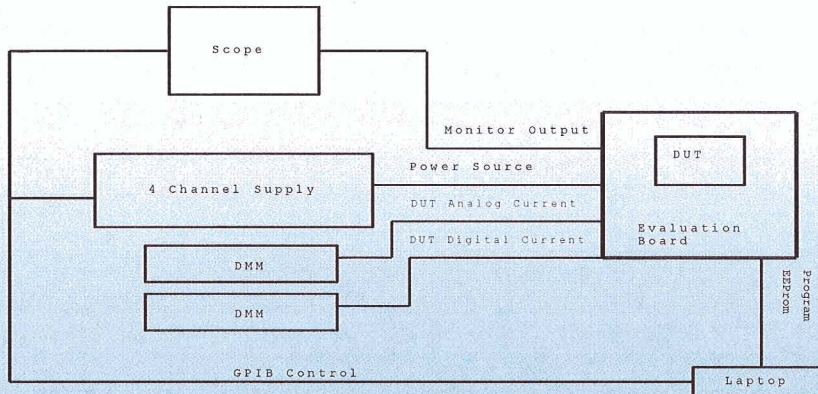 Scope
Monitor Output
DUT
Power Source
4 Channel Supply
DUT Analog Current
Evaluation
Board
DUT Digital Current
DMM
DMM
Program
EEprom
GPIB Control
Laptop